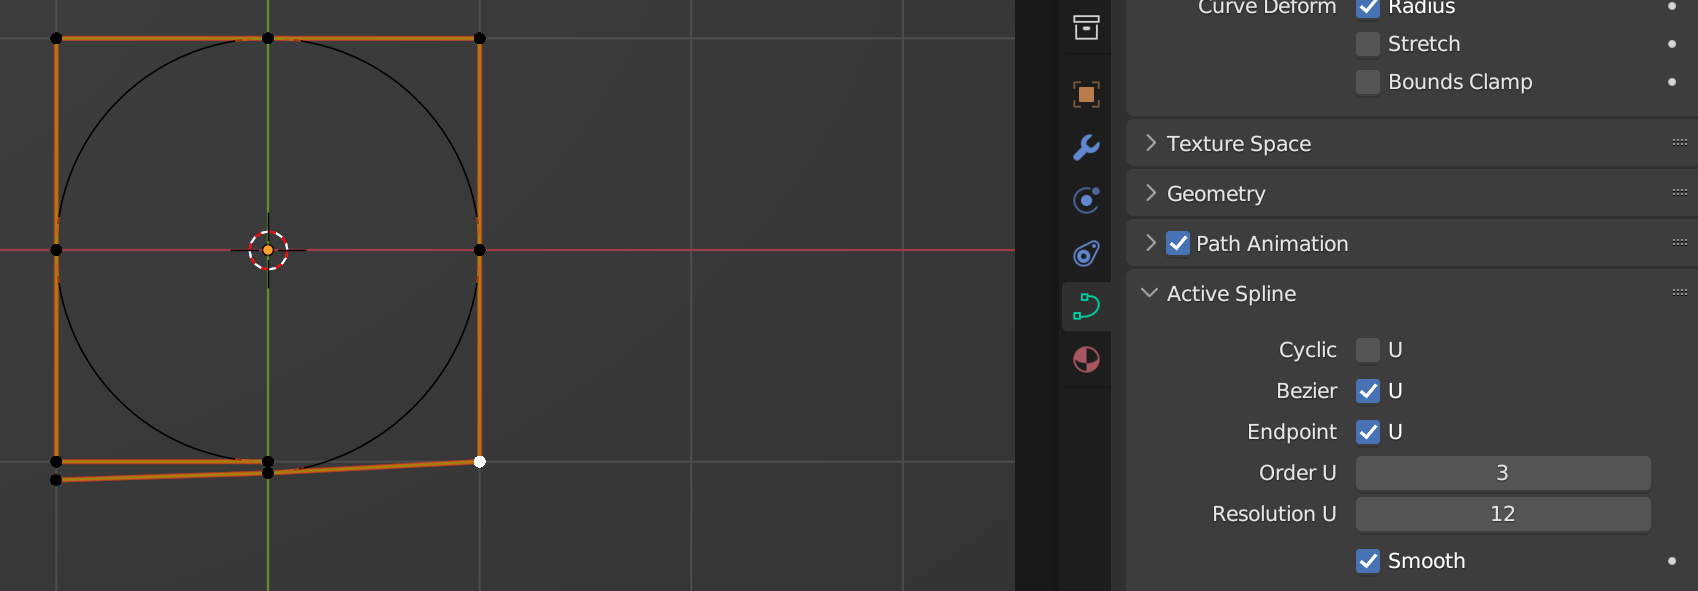 Curve Deform Radius
Stretch
Bounds Clamp
Texture Space
Geometry
Path Animation
Active Spline
Cyclic U
Bezier U
Endpoint U
Order U 3
Resolution U 12
Smooth